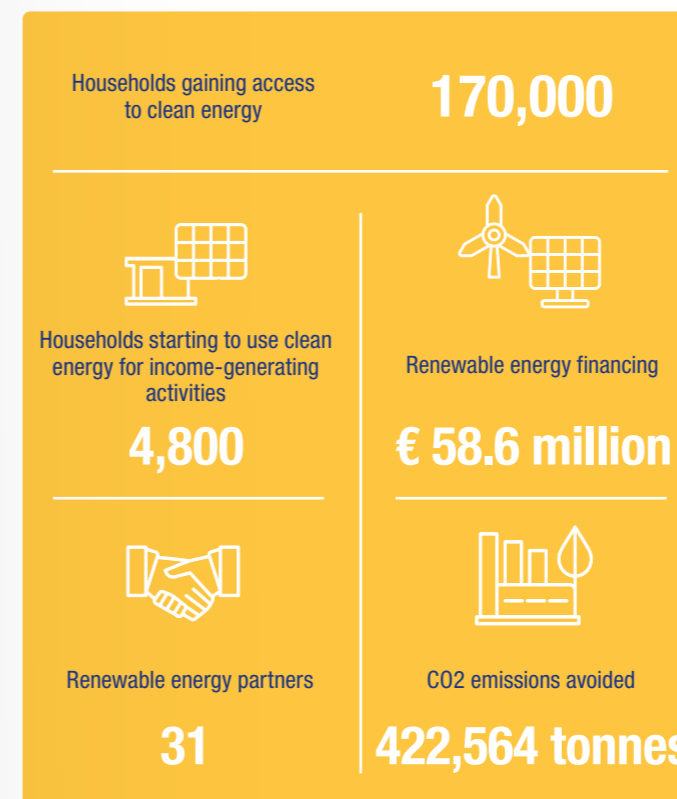 Households gaining access
to clean energy
170,000
Households starting to use clean
energy for income-generating
activities
4,800
Renewable energy financing
€ 58.6 million
Renewable energy partners
31
CO2 emissions avoided
422,564 tonnes